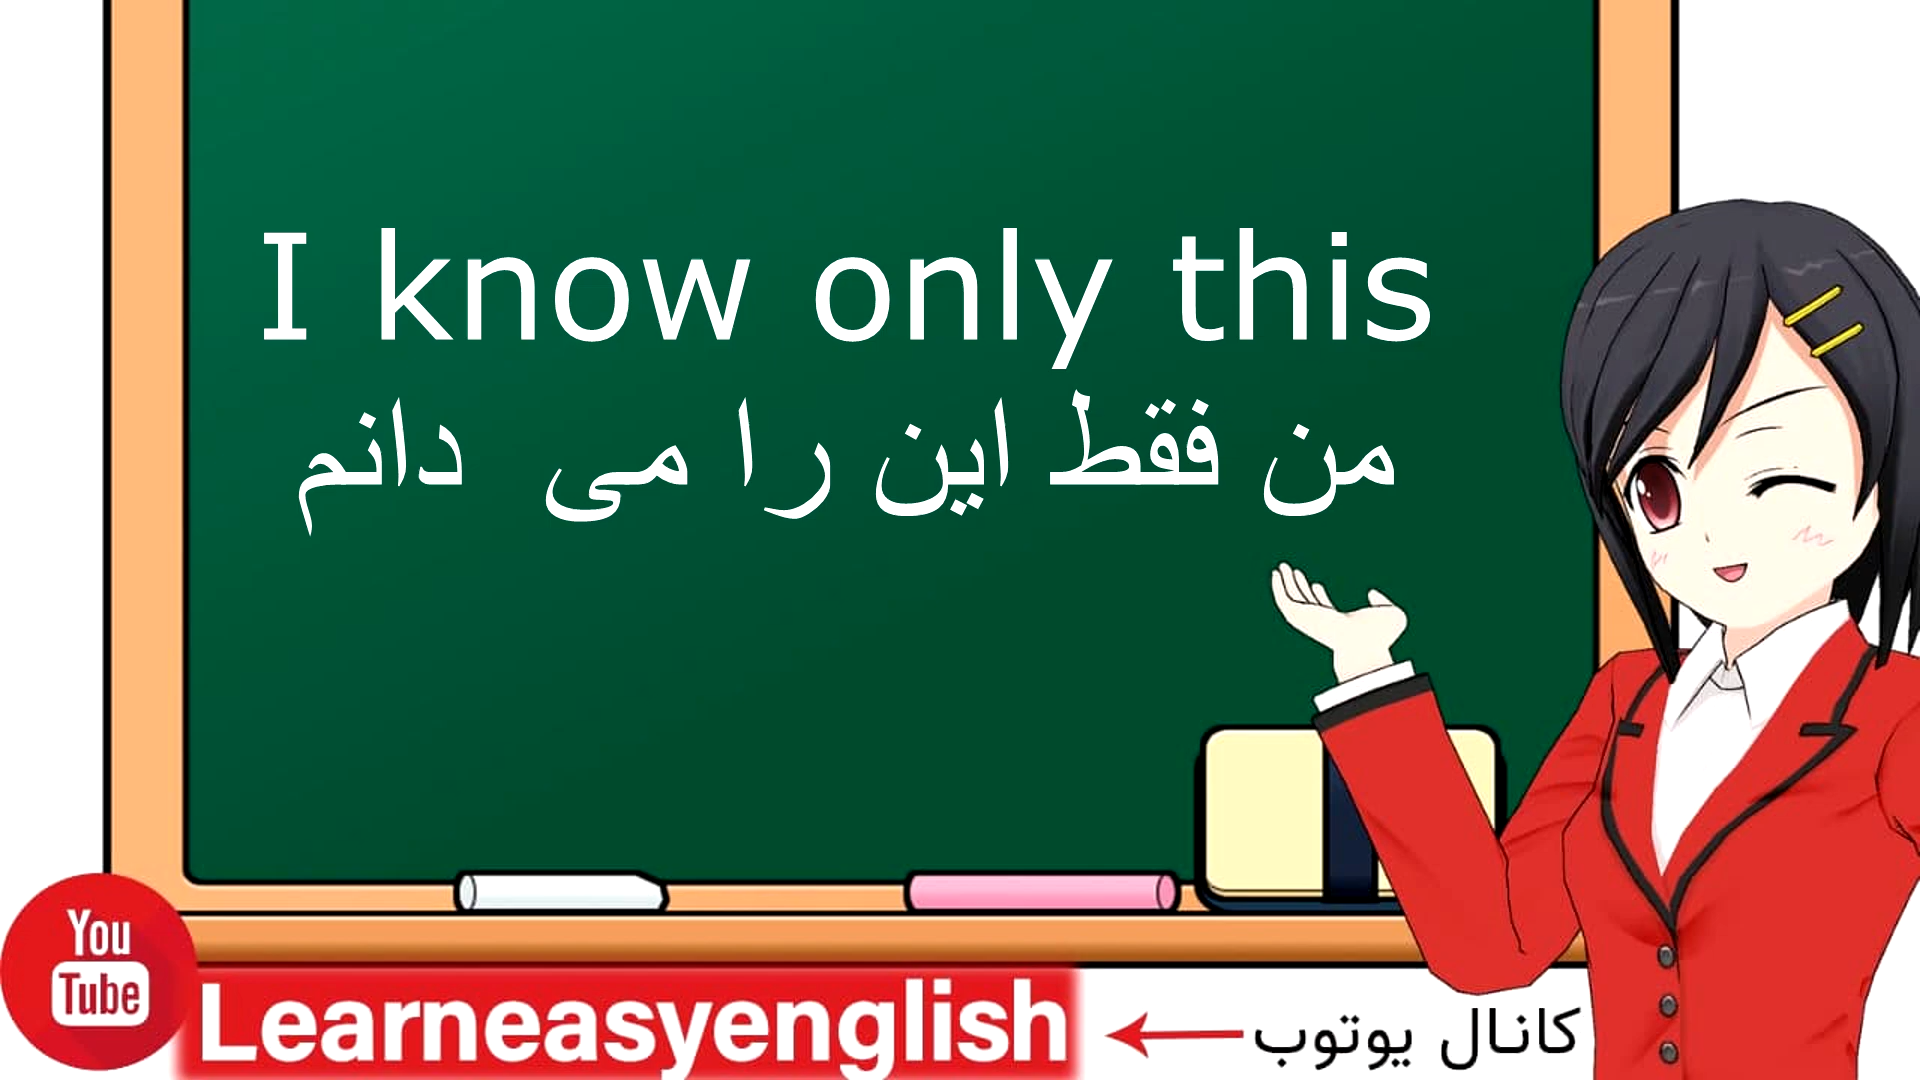 I know only this
من فقط این را می دانم
You
Tube
Learneasyenglish
کانال یوتوب